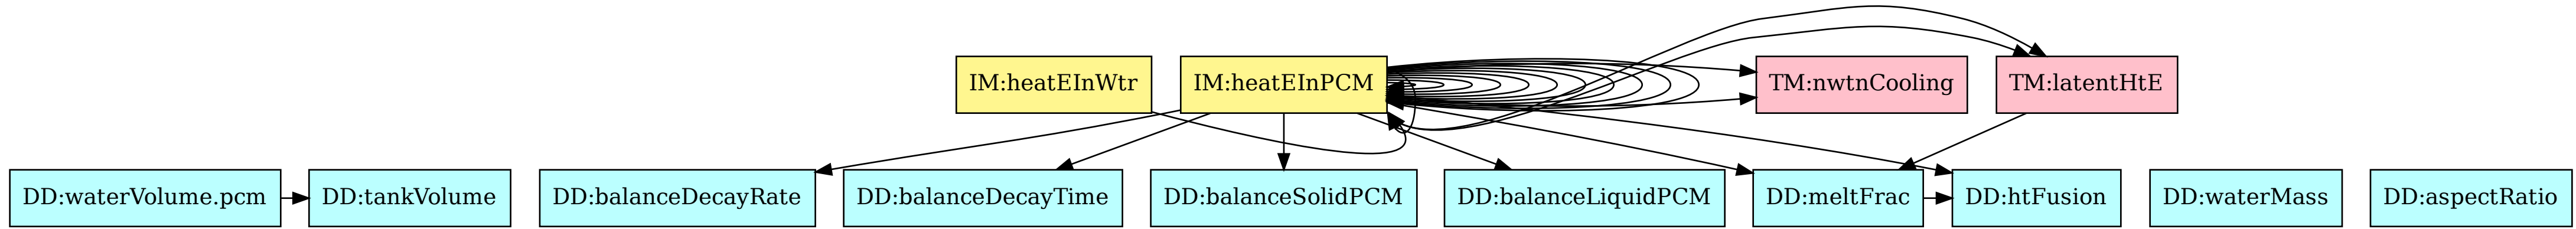 IM:heatEInWtr
IM:heatEInPCM
TM:nwtnCooling
TM:latentHtE
DD:waterVolume.pcm
DD:tankVolume
DD:balanceDecayRate
DD:balanceDecayTime
DD:balanceSolidPCM
DD:balanceLiquidPCM
DD:meltFrac
DD:htFusion
DD:waterMass
DD:aspectRatio